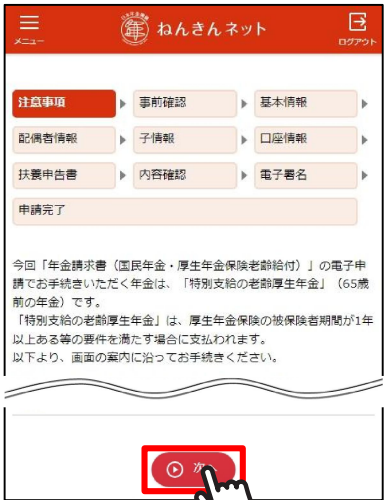 日本年金機構
年 ねんきんネット
メニュー
ログアウト
注意事項 事前確認 基本情報
配偶者情報 子情報 口座情報
扶養申告書 内容確認 電子署名
申請完了
今回「年金請求書（国民年金・厚生年金保険老齢給付）」の電子申
請でお手続きいただく年金は、「特別支給の老齢厚生年金」（65歳
前の年金）です。
「特別支給の老齢厚生年金」は、厚生年金保険の被保険者期間が1年
以上ある等の要件を満たす場合に支払われます。
以下より、画面の案内に沿ってお手続きください。
次へ